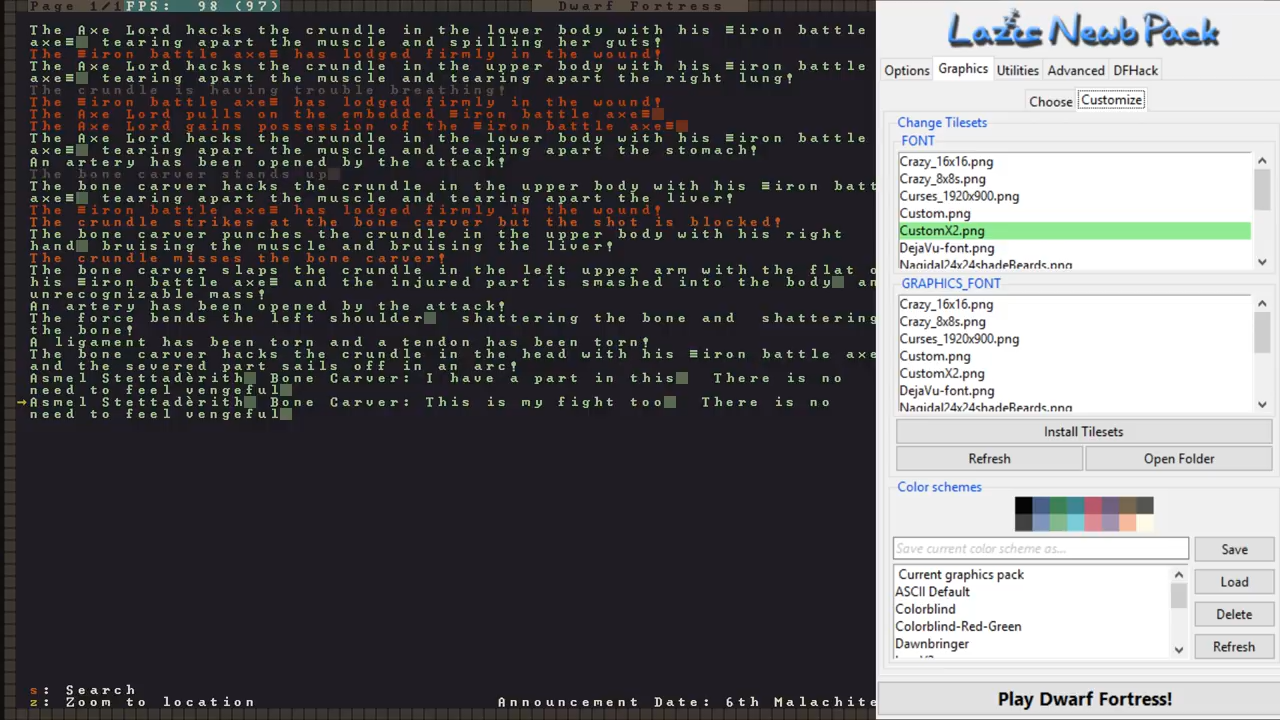 Page 1/1 FPS: 98 (97) Dwarf Fortress
The Axe Lord hacks the crundle in the lower body with his ≡iron battle
axe≡ tearing apart the muscle and spilling her guts!
The ≡iron battle axe≡ has lodged firmly in the wound!
The Axe Lord hacks the crundle in the upper body with his ≡iron battle
axe≡ tearing apart the muscle and tearing apart the right lung!
The crundle is having trouble breathing!
The ≡iron battle axe≡ has lodged firmly in the wound!
The Axe Lord pulls on the embedded ≡iron battle axe≡
The Axe Lord gains possession of the ≡iron battle axe≡
The Axe Lord hacks the crundle in the lower body with his ≡iron battle
axe≡ tearing apart the muscle and tearing apart the stomach!
An artery has been opened by the attack!
The bone carver stands up
The bone carver hacks the crundle in the upper body with his ≡iron batt
axe≡ tearing apart the muscle and tearing apart the liver!
The ≡iron battle axe≡ has lodged firmly in the wound!
The crundle strikes at the bone carver but the shot is blocked!
The bone carver punches the crundle in the upper body with his right
hand bruising the muscle and bruising the liver!
The crundle misses the bone carver!
The bone carver slaps the crundle in the left upper arm with the flat o
his ≡iron battle axe≡ and the injured part is smashed into the body an
unrecognizable mass!
An artery has been opened by the attack!
The force bends the left shoulder shattering the bone and shattering
the bone!
A ligament has been torn and a tendon has been torn!
The bone carver hacks the crundle in the head with his ≡iron battle axe
and the severed part sails off in an arc!
Asmel Stettadèrith Bone Carver: I have a part in this There is no
need to feel vengeful
→Asmel Stettadèrith Bone Carver: This is my fight too There is no
need to feel vengeful
s: Search
z: Zoom to location Announcement Date: 6th Malachite
Lazie Newb Pack
Options Graphics Utilities Advanced DFHack
Choose Customize
Change Tilesets
FONT
Crazy_16x16.png
Crazy_8x8s.png
Curses_1920x900.png
Custom.png
CustomX2.png
DejaVu-font.png
Nagidal24x24shadeBeards.png
GRAPHICS_FONT
Crazy_16x16.png
Crazy_8x8s.png
Curses_1920x900.png
Custom.png
CustomX2.png
DejaVu-font.png
Nagidal24x24shadeBeards.png
Install Tilesets
Refresh Open Folder
Color schemes
Save current color scheme as... Save
Current graphics pack
ASCII Default
Colorblind
Colorblind-Red-Green
Dawnbringer
Load
Delete
Refresh
Play Dwarf Fortress!